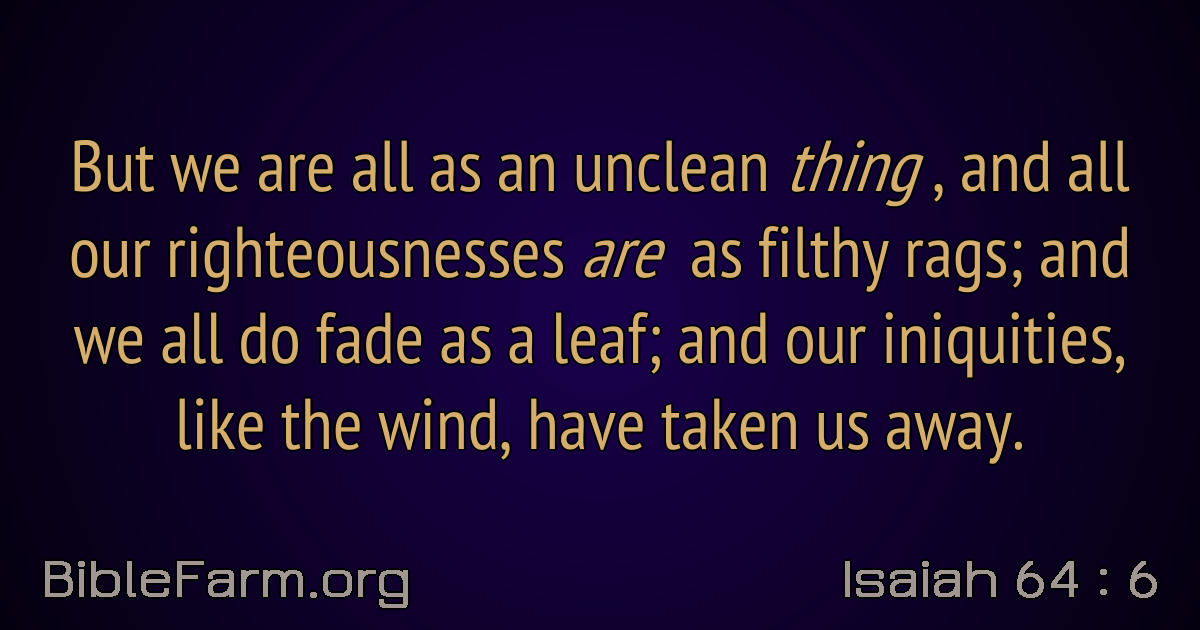 But we are all as an unclean thing , and all
our righteousnesses are as filthy rags; and
we all do fade as a leaf; and our iniquities,
like the wind, have taken us away.
BibleFarm.org
Isaiah 64 : 6